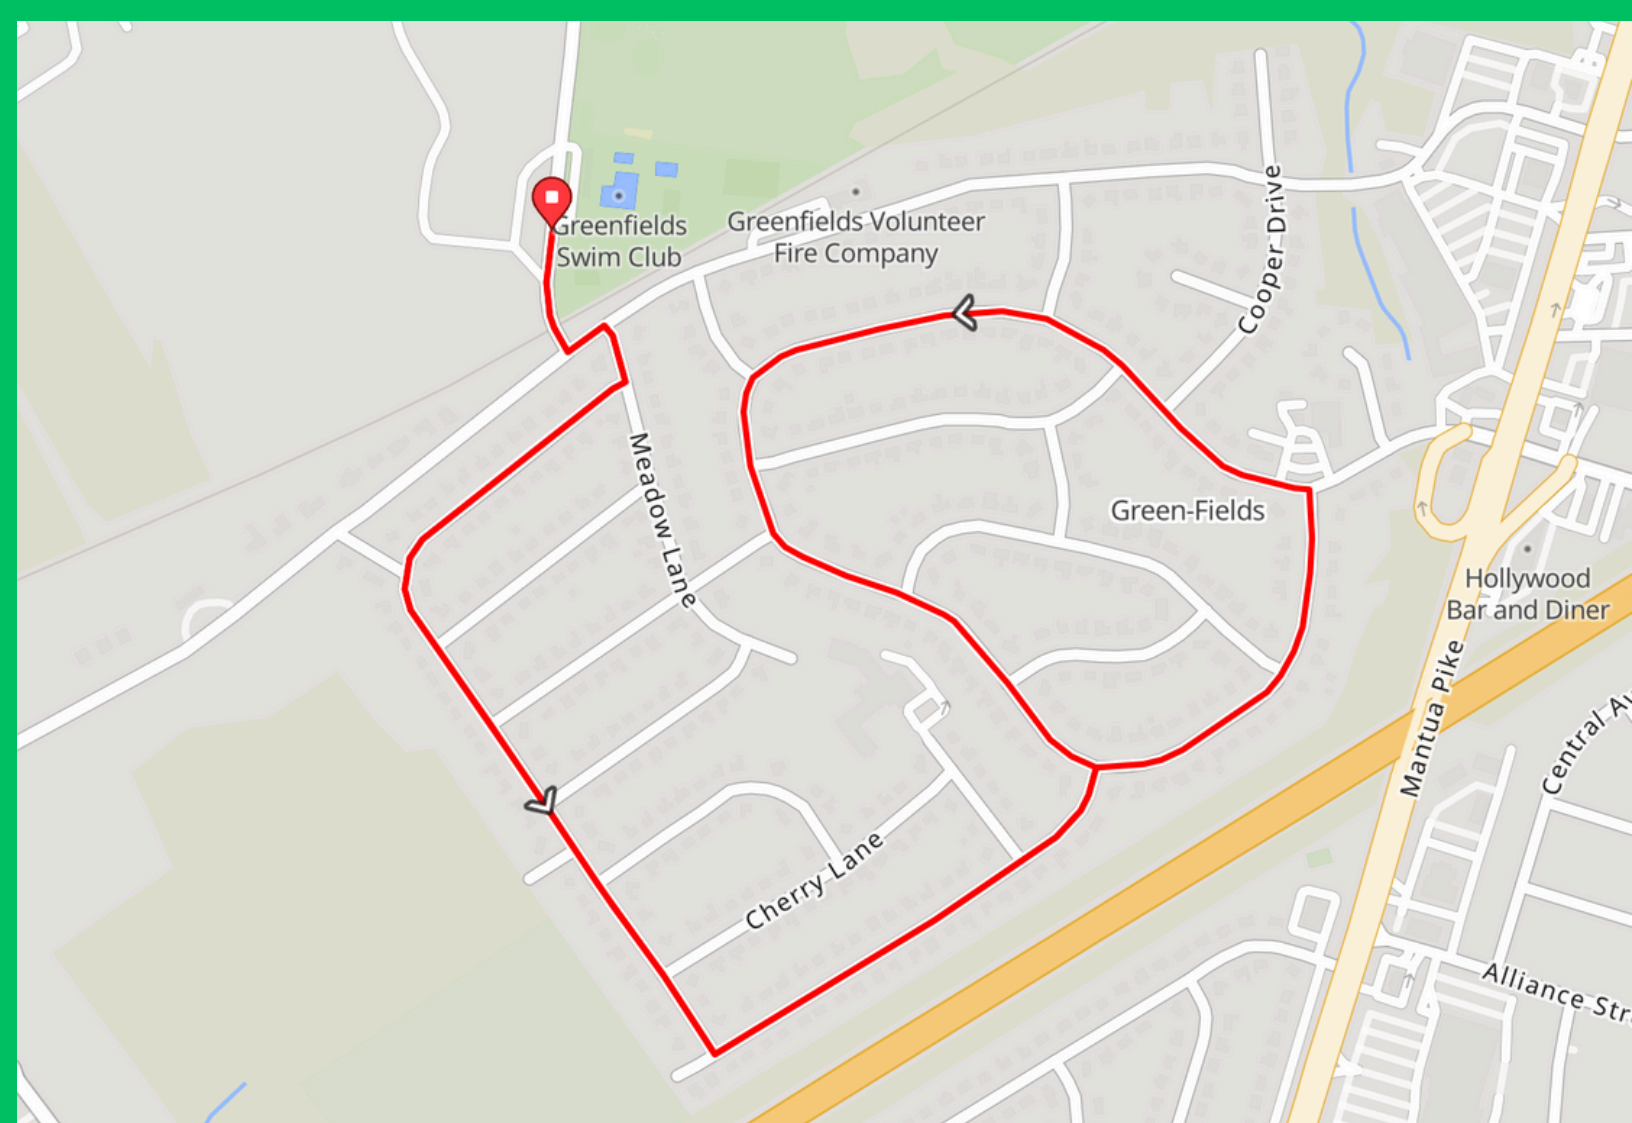 Greenfields
Swim Club
Greenfields Volunteer
Fire Company
Cooper Drive
Meadow Lane
Green-Fields
Hollywood
Bar and Diner
Mantua Pike
Central Av
Cherry Lane
Alliance Str